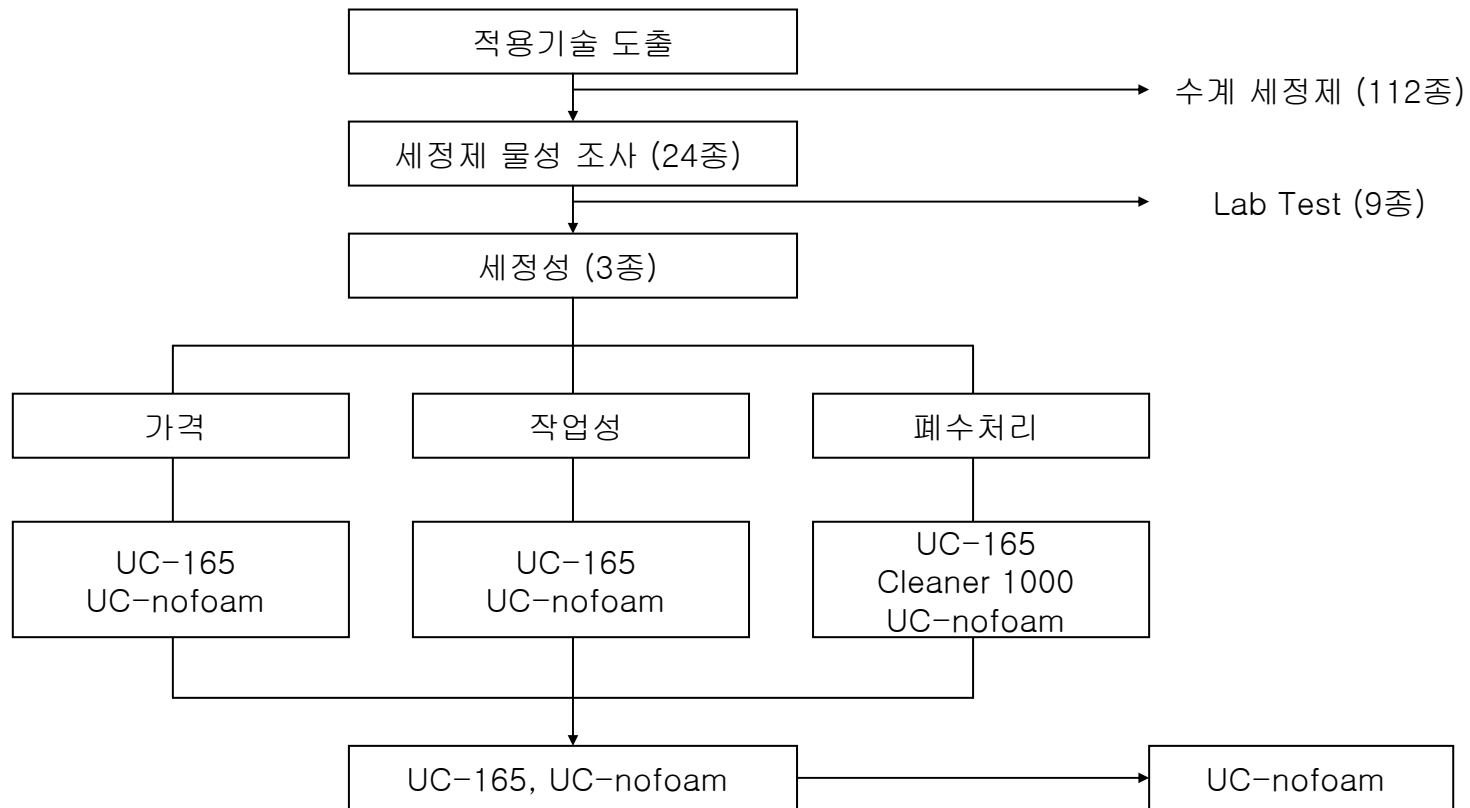 적용기술 도출
수계 세정제 (112종)
세정제 물성 조사 (24종)
Lab Test (9종)
세정성 (3종)
가격
작업성
폐수처리
UC-165
UC-nofoam
UC-165
UC-nofoam
UC-165
Cleaner 1000
UC-nofoam
UC-165, UC-nofoam
UC-nofoam